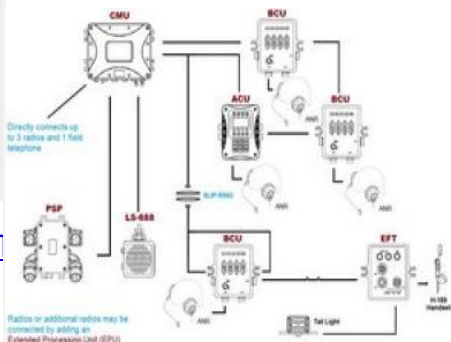 CMU
BCU
Directly connects up
to 3 radios and 1 field
telephone
ANR
ACU
BCU
ANR
ANR
SLIP-RING
PSP
LS-688
BCU
EFT
ANR
H-189
Handset
Tail Light
Radios or additional radios may be
connected by adding an
Extended Processing Unit (EPU)